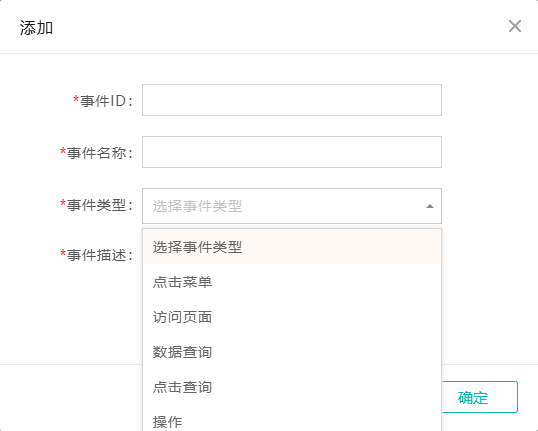 添加
*事件ID：
*事件名称：
*事件类型： 选择事件类型
*事件描述：
选择事件类型
点击菜单
访问页面
数据查询
点击查询
操作
确定